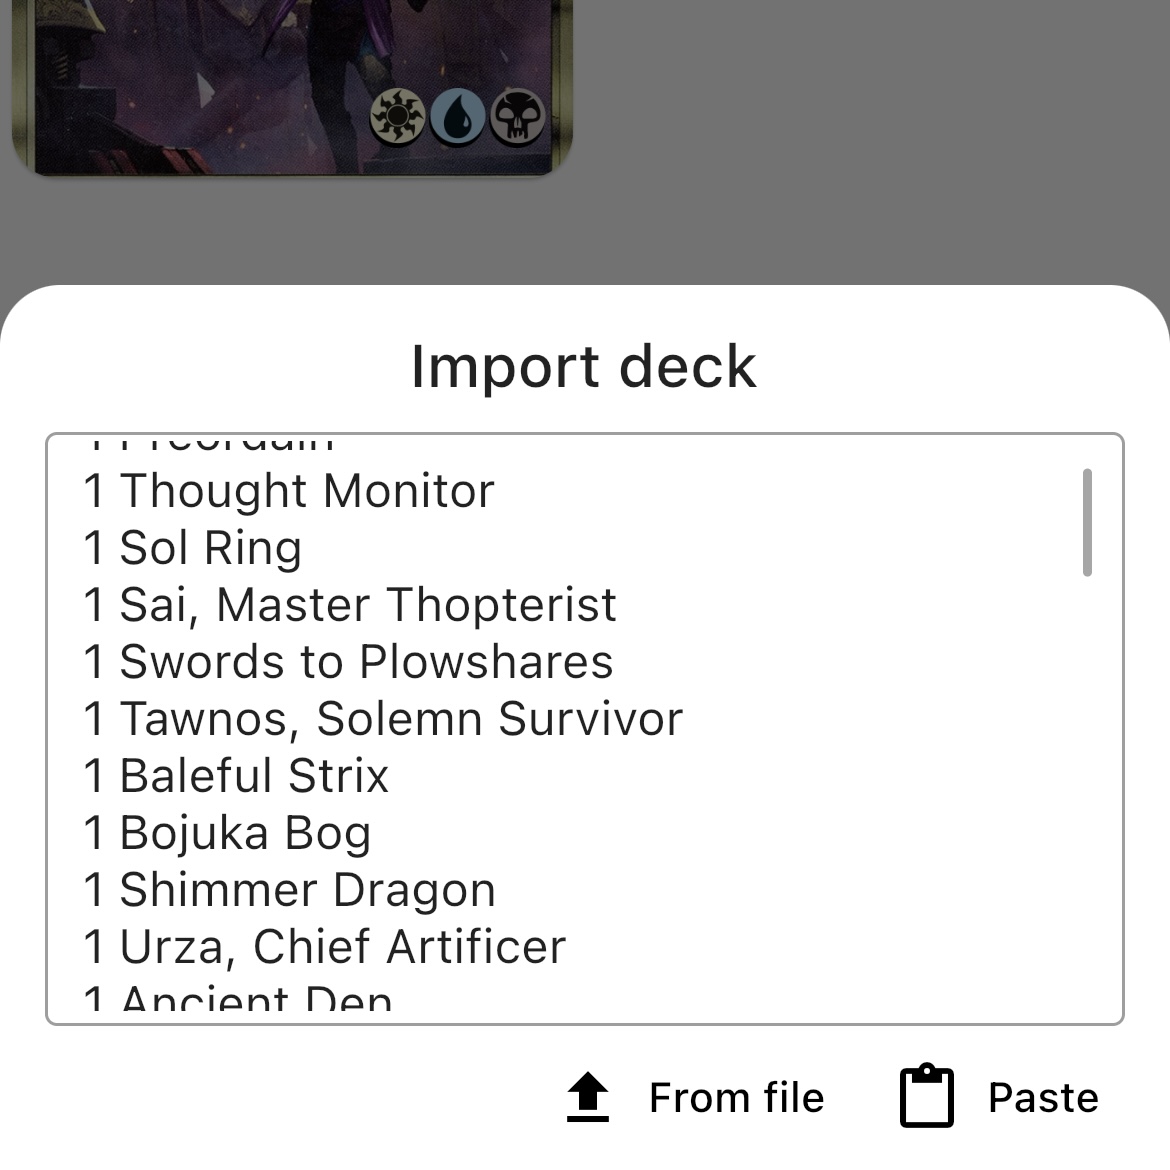 Import deck
1 Preordain
1 Thought Monitor
1 Sol Ring
1 Sai, Master Thopterist
1 Swords to Plowshares
1 Tawnos, Solemn Survivor
1 Baleful Strix
1 Bojuka Bog
1 Shimmer Dragon
1 Urza, Chief Artificer
1 Ancient Den
From file
Paste